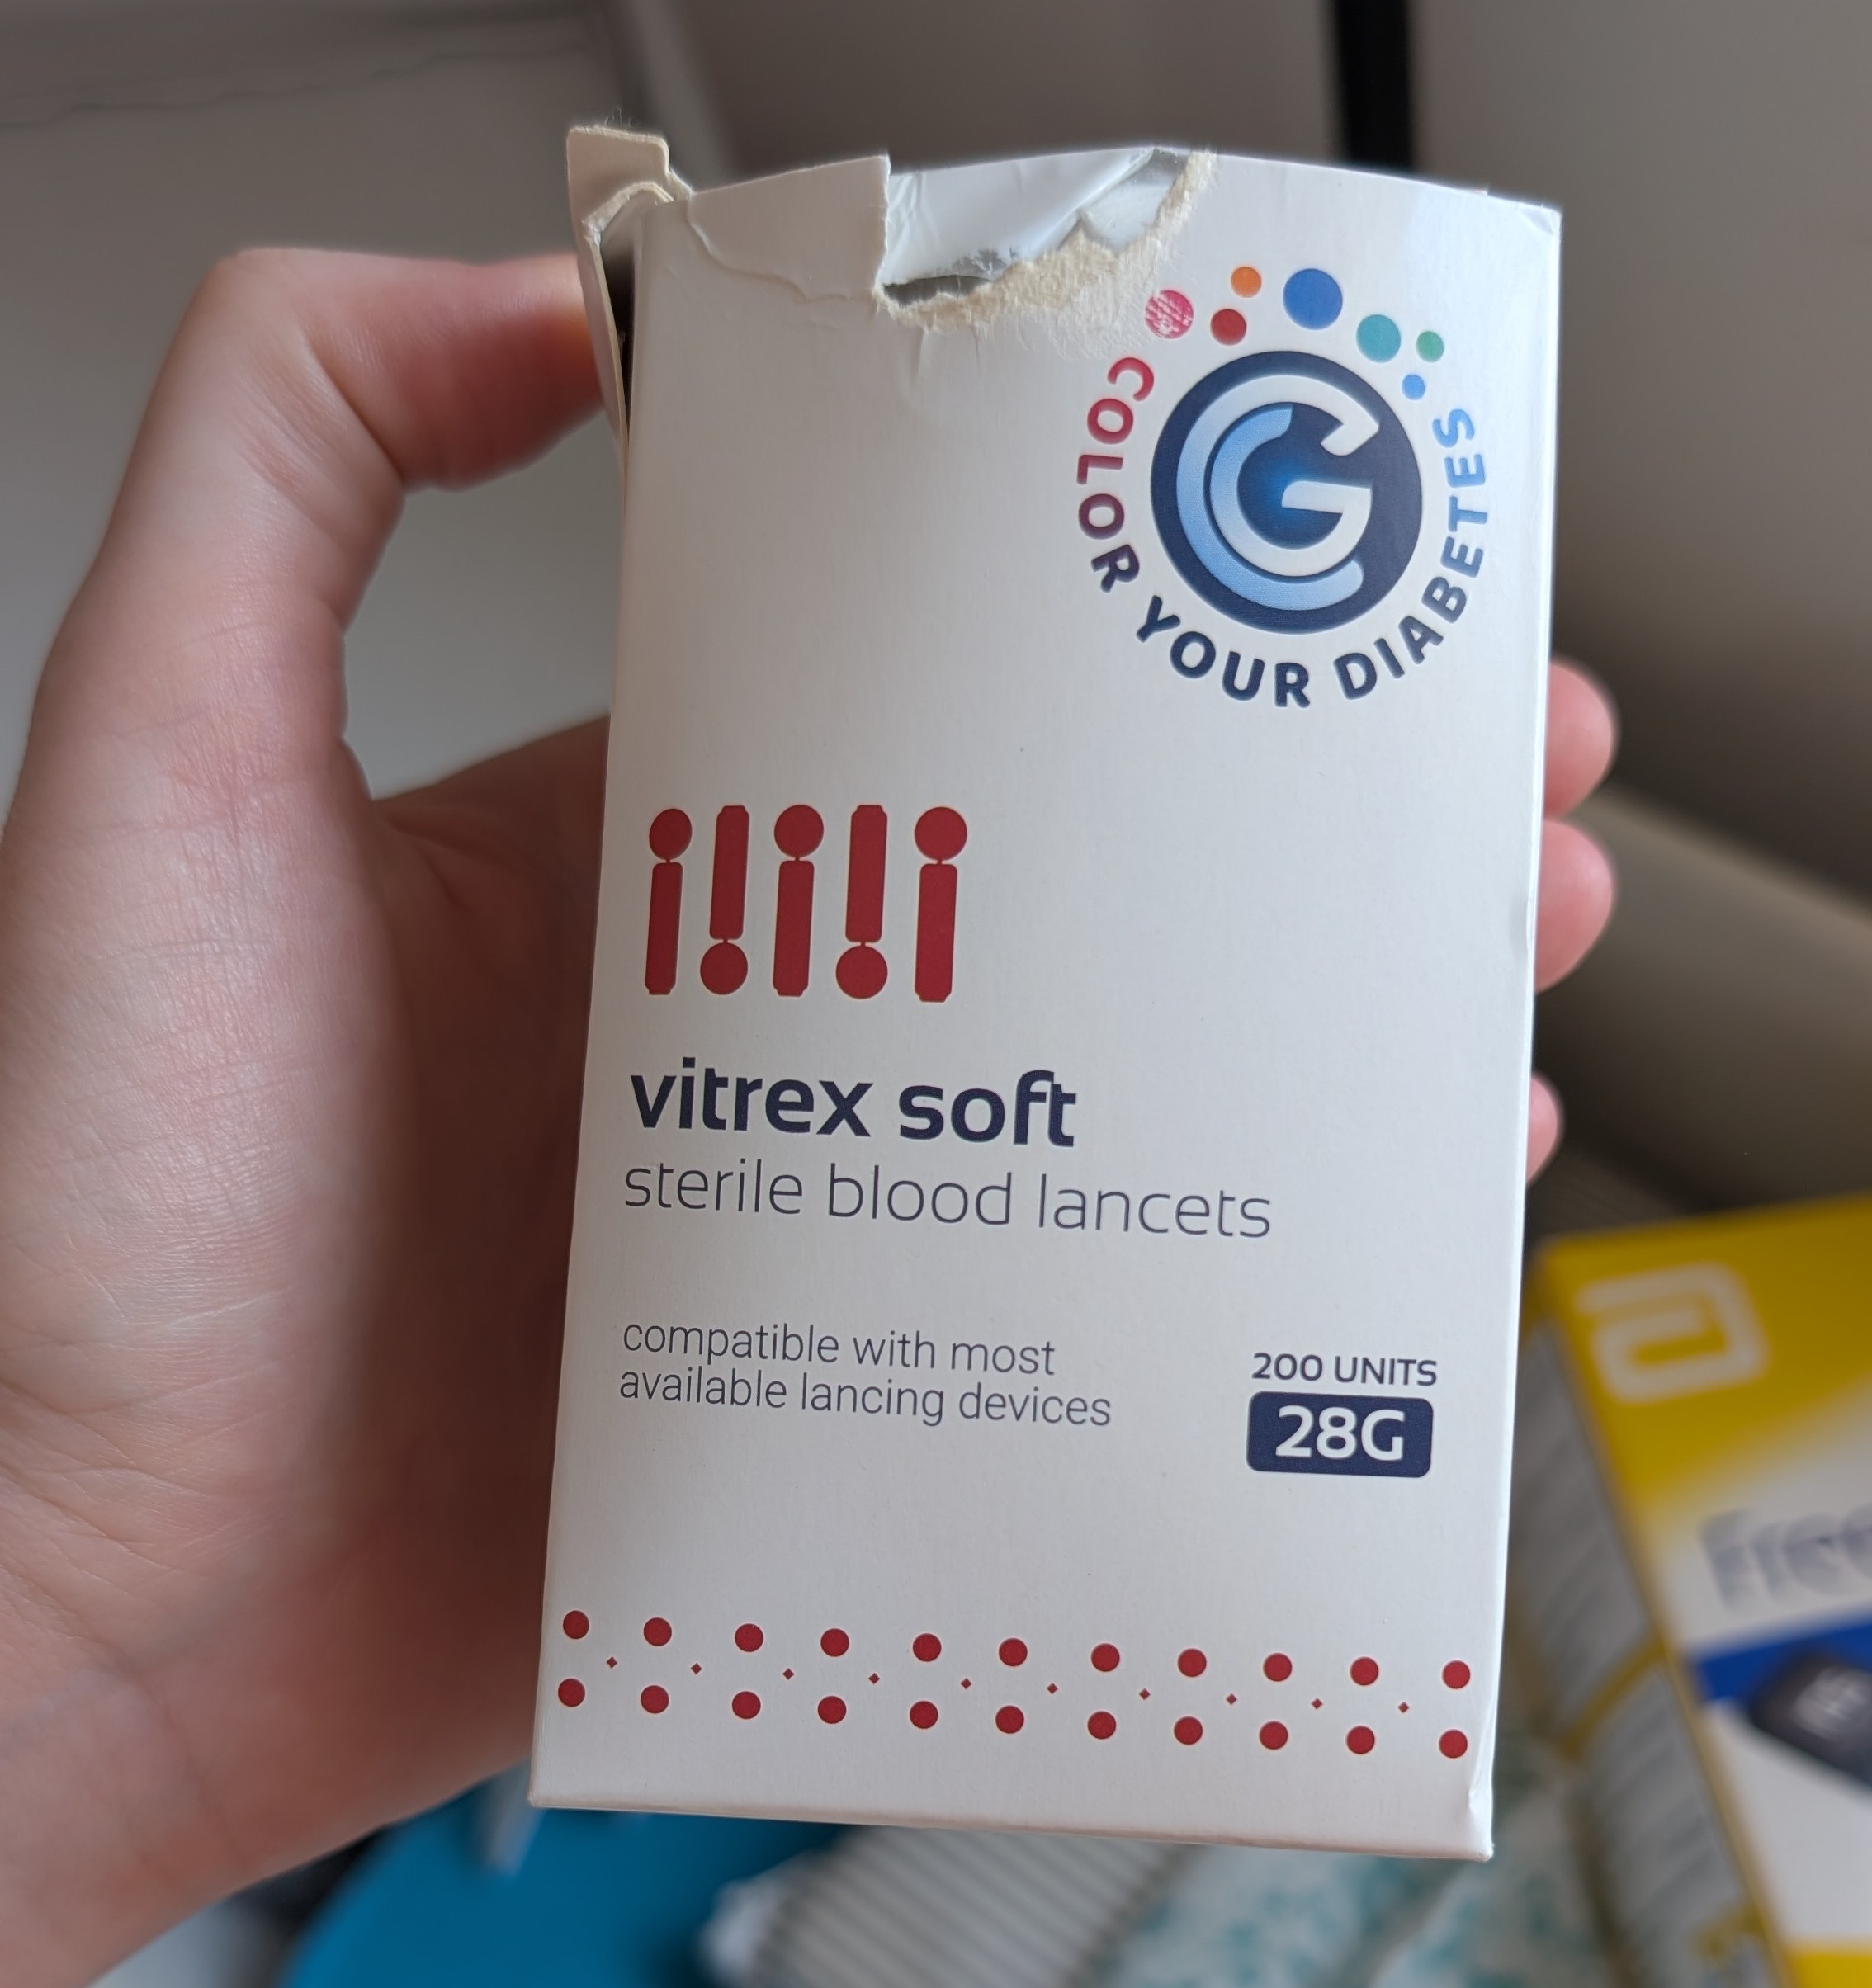 COLOR YOUR DIABETES
vitrex soft
sterile blood lancets
compatible with most
available lancing devices
200 UNITS
28G